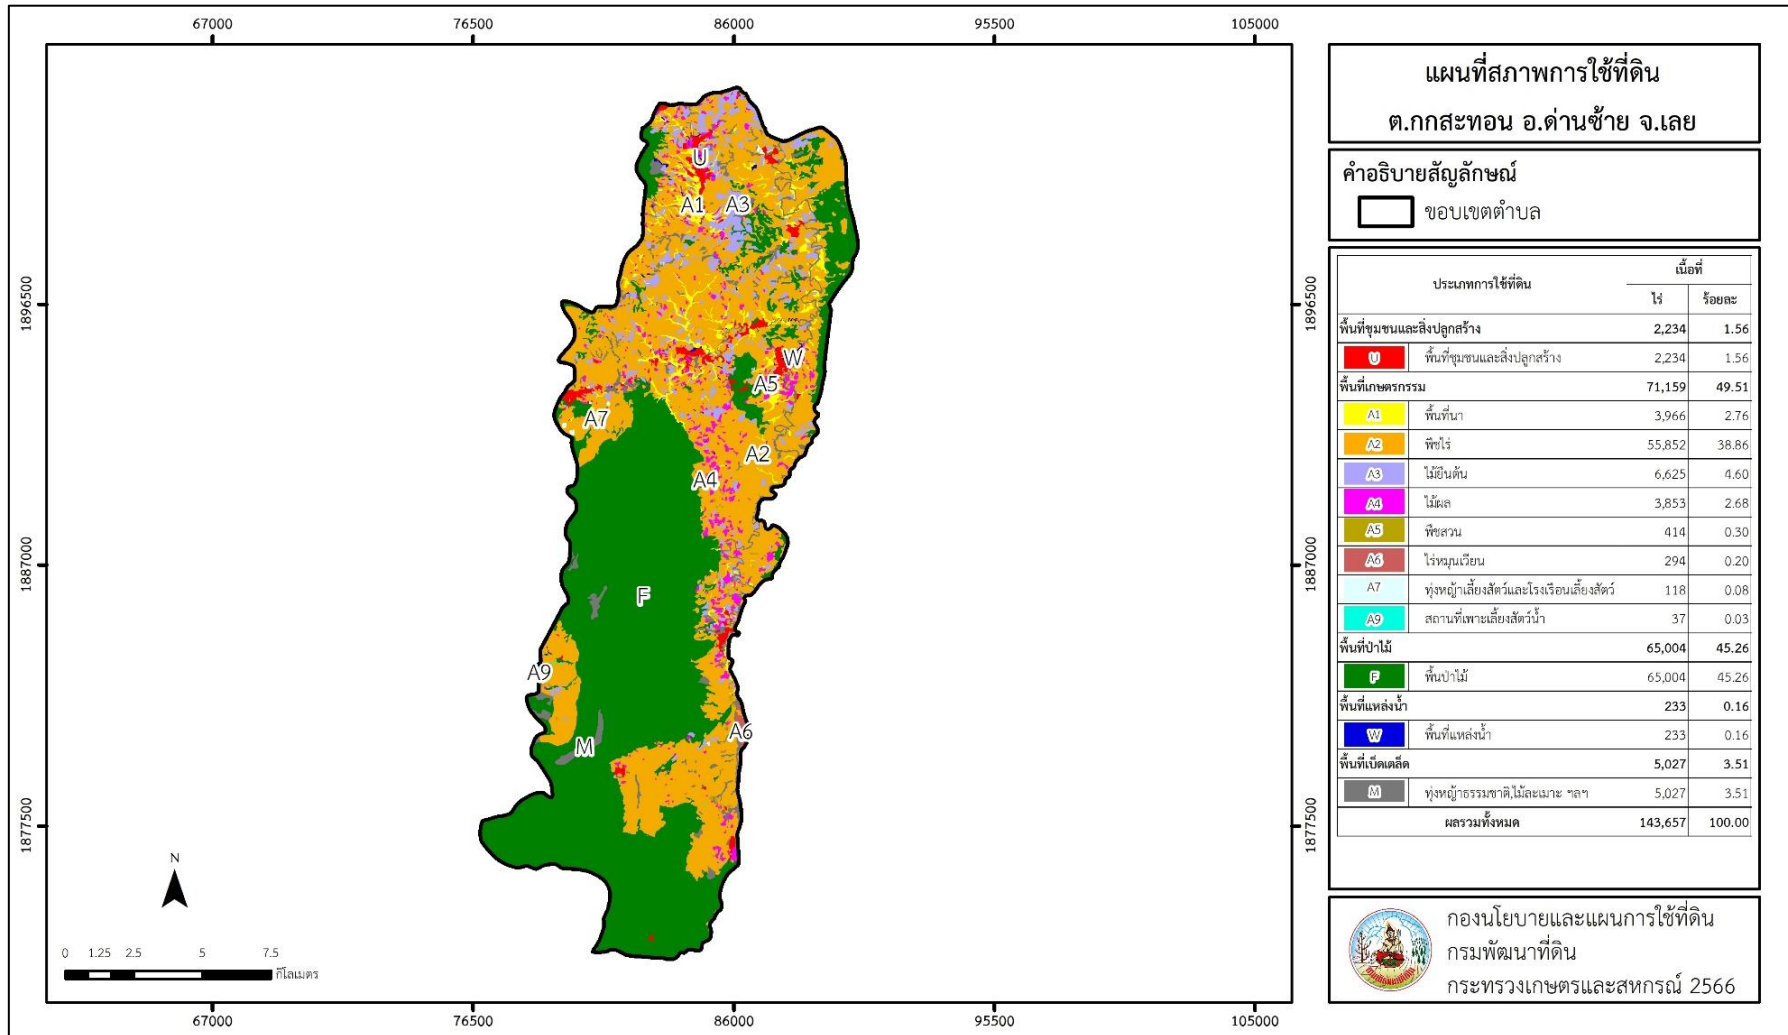 67000 76500 86000 95500 105000
1896500
1887000
1877500
1896500
1887000
1877500
67000 76500 86000 95500 105000
U
A1 A3
W
A5
A7
A2
A4
F
A9
A6
M
N
0 1.25 2.5 5 7.5
กิโลเมตร
แผนที่สภาพการใช้ที่ดิน
ต.กกสะทอน อ.ด่านซ้าย จ.เลย
คำอธิบายสัญลักษณ์
ขอบเขตตำบล
ประเภทการใช้ที่ดิน เนื้อที่
ไร่ ร้อยละ
พื้นที่ชุมชนและสิ่งปลูกสร้าง 2,234 1.56
U พื้นที่ชุมชนและสิ่งปลูกสร้าง 2,234 1.56
พื้นที่เกษตรกรรม 71,159 49.51
A1 พื้นที่นา 3,966 2.76
A2 พืชไร่ 55,852 38.86
A3 ไม้ยืนต้น 6,625 4.60
A4 ไม้ผล 3,853 2.68
A5 พืชสวน 414 0.30
A6 ไร่หมุนเวียน 294 0.20
A7 ทุ่งหญ้าเลี้ยงสัตว์และโรงเรือนเลี้ยงสัตว์ 118 0.08
A9 สถานที่เพาะเลี้ยงสัตว์น้ำ 37 0.03
พื้นที่ป่าไม้ 65,004 45.26
F พื้นป่าไม้ 65,004 45.26
พื้นที่แหล่งน้ำ 233 0.16
W พื้นที่แหล่งน้ำ 233 0.16
พื้นที่เบ็ดเตล็ด 5,027 3.51
M ทุ่งหญ้าธรรมชาติ,ไม้ละเมาะ ฯลฯ 5,027 3.51
ผลรวมทั้งหมด 143,657 100.00
กองนโยบายและแผนการใช้ที่ดิน
กรมพัฒนาที่ดิน
กระทรวงเกษตรและสหกรณ์ 2566